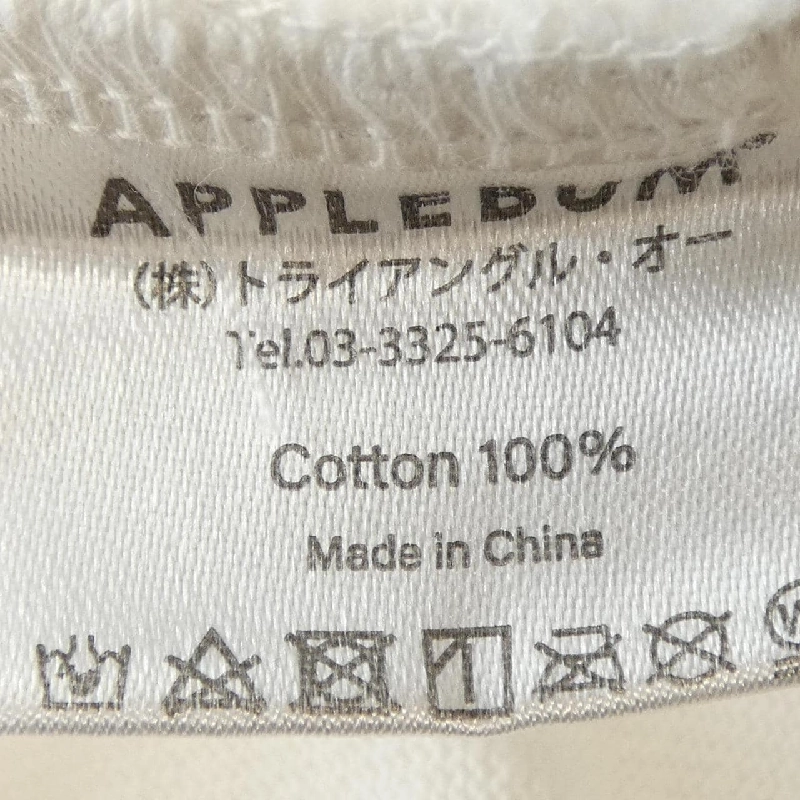 APPLEBUM
(株)トライアングル・オー
Tel.03-3325-6104
Cotton 100%
Made in China
W